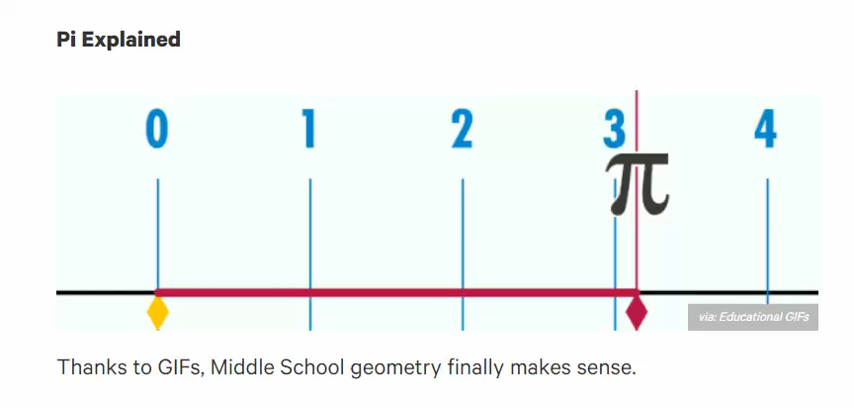 Pi Explained
0 1 2 3 4
π
via: Educational GIFs
Thanks to GIFs, Middle School geometry finally makes sense.